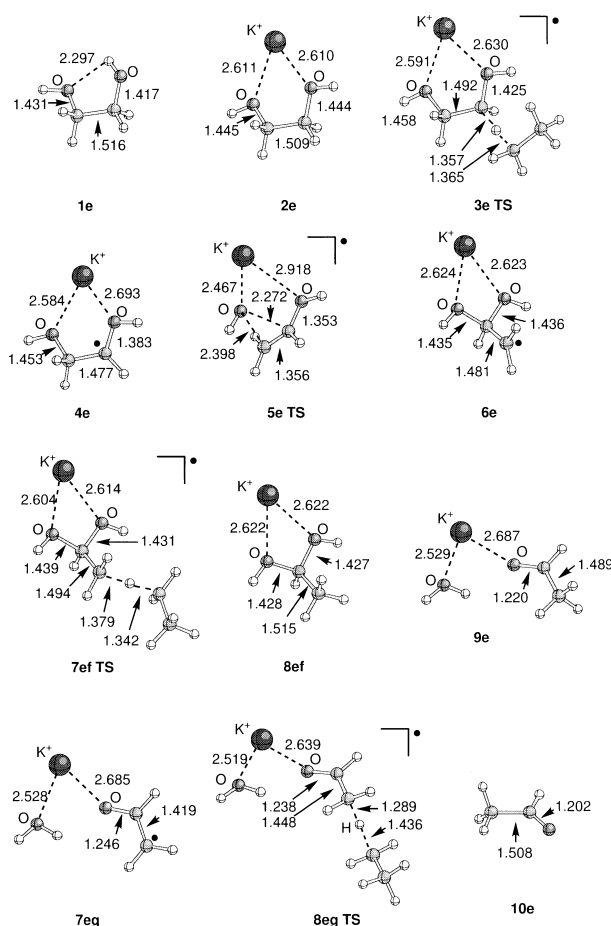 2.297
O
O
1.431
1.417
1.516
1e
K⁺
2.611
2.610
O
O
1.445
1.444
1.509
2e
K⁺
2.591
2.630
O
O
1.492
1.425
1.458
1.357
1.365
3e TS
K⁺
2.584
2.693
O
O
1.453
1.383
1.477
4e
K⁺
2.467
2.918
2.272
O
O
1.353
2.398
1.356
5e TS
K⁺
2.624
2.623
O
O
1.436
1.435
1.481
6e
K⁺
2.604
2.614
O
O
1.431
1.439
1.494
1.379
1.342
7ef TS
K⁺
2.622
2.622
O
O
1.427
1.428
1.515
8ef
K⁺
2.529
2.687
O
O
1.489
1.220
9e
K⁺
2.528
2.685
O
O
1.419
1.246
7eg
K⁺
2.519
2.639
O
O
1.238
1.448
1.289
H
1.436
8eg TS
1.202
1.508
10e